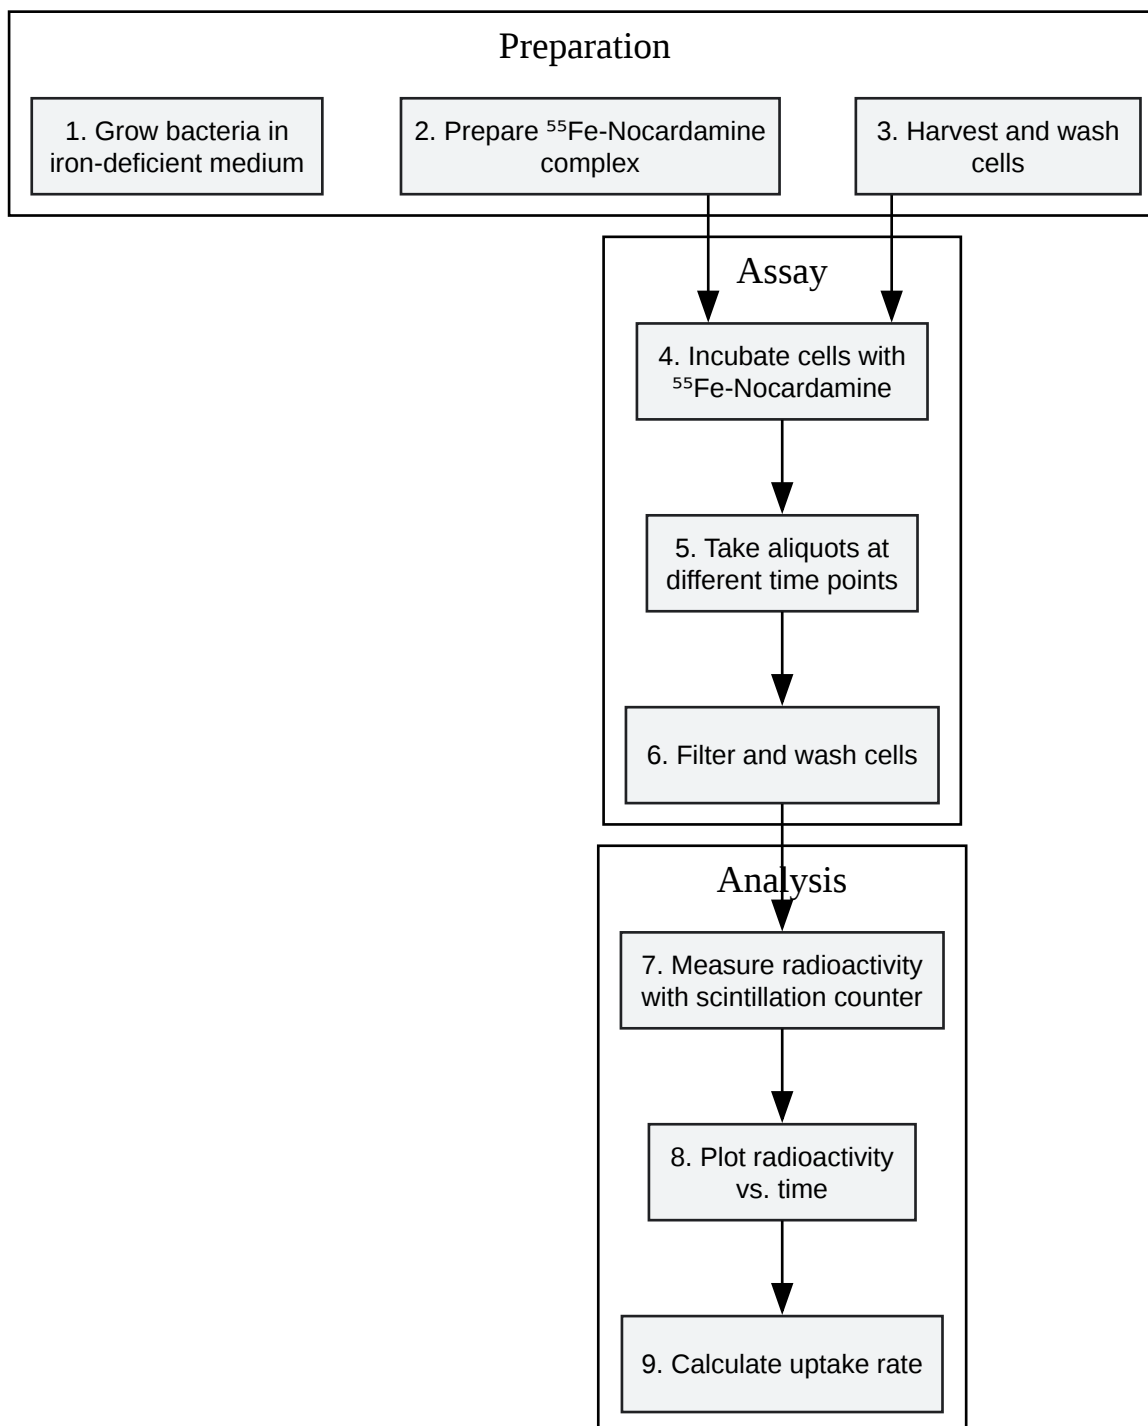 Preparation
1. Grow bacteria in
iron-deficient medium
2. Prepare ⁵⁵Fe-Nocardamine
complex
3. Harvest and wash
cells
Assay
4. Incubate cells with
⁵⁵Fe-Nocardamine
5. Take aliquots at
different time points
6. Filter and wash cells
Analysis
7. Measure radioactivity
with scintillation counter
8. Plot radioactivity
vs. time
9. Calculate uptake rate